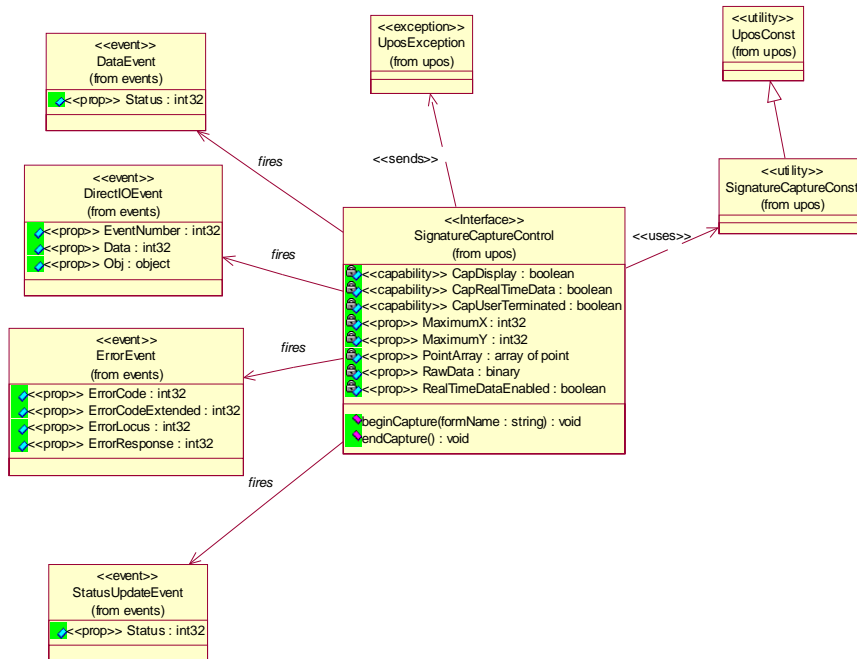 <<event>>
DataEvent
(from events)
<<prop>> Status : int32
<<exception>>
UposException
(from upos)
<<utility>>
UposConst
(from upos)
fires
<<sends>>
<<event>>
DirectIOEvent
(from events)
<<prop>> EventNumber : int32
<<prop>> Data : int32
<<prop>> Obj : object
fires
<<utility>>
SignatureCaptureConst
(from upos)
<<uses>>
<<Interface>>
SignatureCaptureControl
(from upos)
<<capability>> CapDisplay : boolean
<<capability>> CapRealTimeData : boolean
<<capability>> CapUserTerminated : boolean
<<prop>> MaximumX : int32
<<prop>> MaximumY : int32
<<prop>> PointArray : array of point
<<prop>> RawData : binary
<<prop>> RealTimeDataEnabled : boolean
beginCapture(formName : string) : void
endCapture() : void
<<event>>
ErrorEvent
(from events)
<<prop>> ErrorCode : int32
<<prop>> ErrorCodeExtended : int32
<<prop>> ErrorLocus : int32
<<prop>> ErrorResponse : int32
fires
fires
<<event>>
StatusUpdateEvent
(from events)
<<prop>> Status : int32